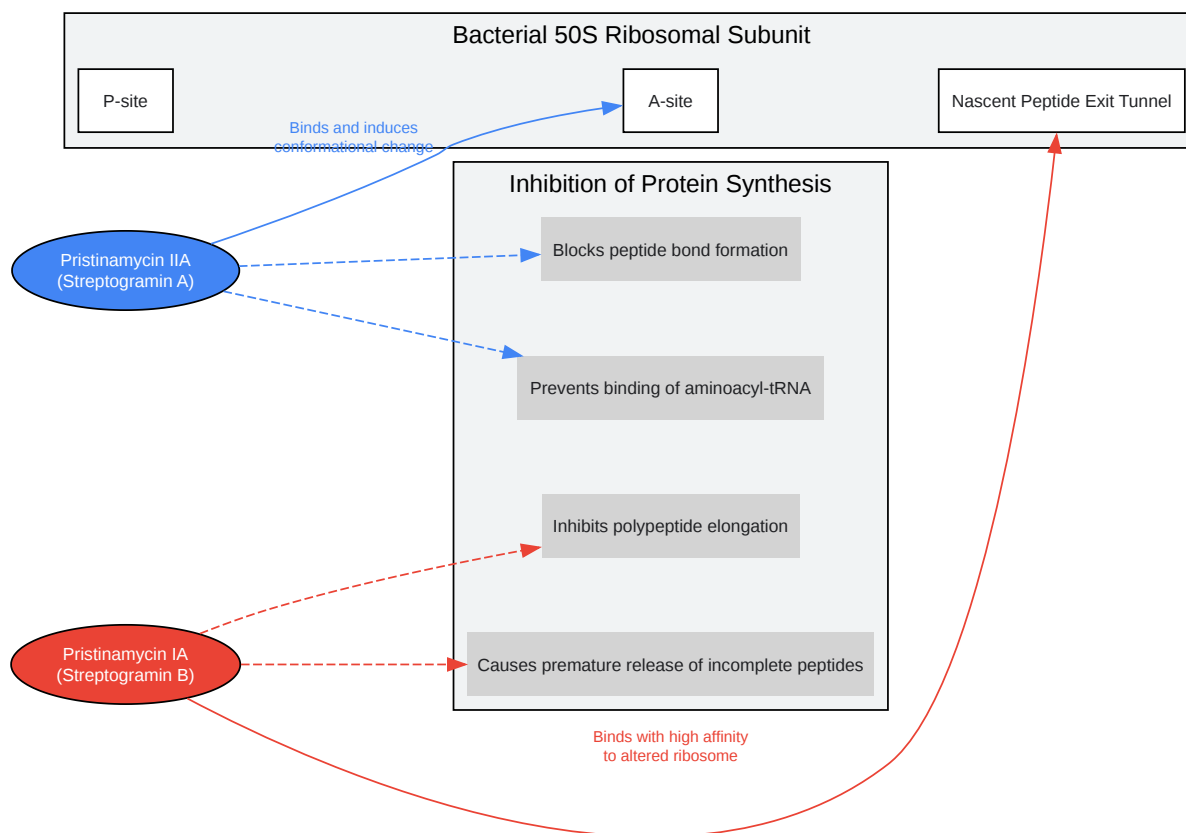 Bacterial 50S Ribosomal Subunit
P-site
A-site
Nascent Peptide Exit Tunnel
Binds and induces
conformational change
Inhibition of Protein Synthesis
Blocks peptide bond formation
Pristinamycin IIA
(Streptogramin A)
Prevents binding of aminoacyl-tRNA
Inhibits polypeptide elongation
Pristinamycin IA
(Streptogramin B)
Causes premature release of incomplete peptides
Binds with high affinity
to altered ribosome